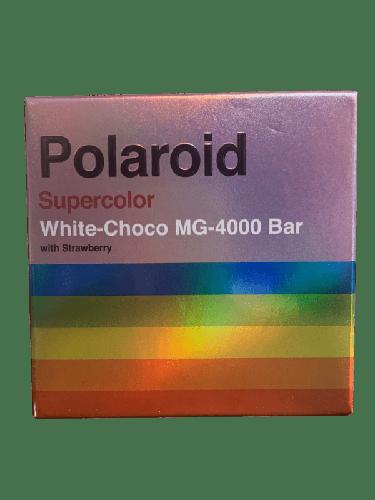 Polaroid
Supercolor
White-Choco MG-4000 Bar
with Strawberry